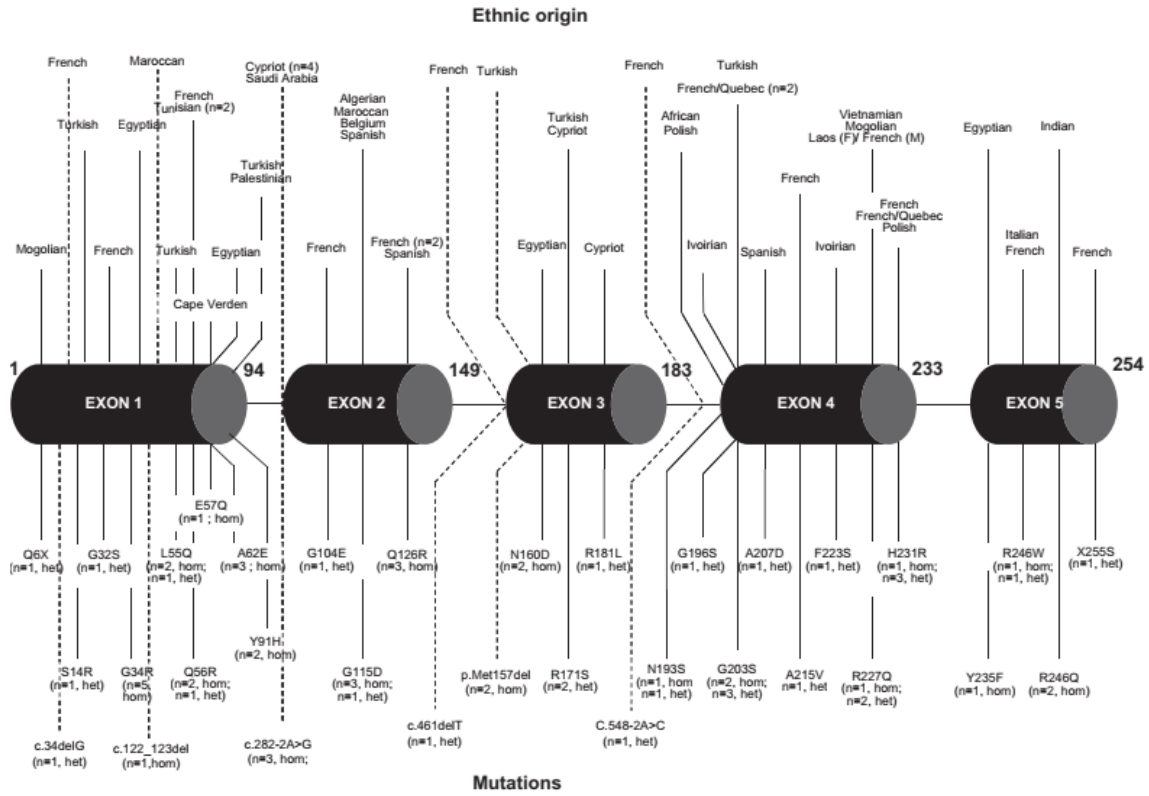 Ethnic origin
French
Maroccan
Cypriot (n=4)
Saudi Arabia
French
Turkish
French
Turkish
French/Quebec (n=2)
French
Tunisian (n=2)
Turkish
Egyptian
Algerian
Maroccan
Belgium
Spanish
Turkish
Cypriot
African
Polish
Vietnamian
Mogolian
Laos (F)/ French (M)
Egyptian
Indian
Turkish
Palestinian
French
French
French/Quebec
Polish
Mogolian
French
Turkish
Egyptian
French
French (n=2)
Spanish
Egyptian
Cypriot
Ivoirian
Spanish
Ivoirian
Italian
French
French
Cape Verden
1
94
149
183
233
254
EXON 1
EXON 2
EXON 3
EXON 4
EXON 5
E57Q
(n=1 ; hom)
Q6X
(n=1, het)
G32S
(n=1, het)
L55Q
(n=2, hom;
n=1, het)
A62E
(n=3 ; hom)
G104E
(n=1, het)
Q126R
(n=3, hom)
N160D
(n=2, hom)
R181L
(n=1, het)
G196S
(n=1, het)
A207D
(n=1, het)
F223S
(n=1, het)
H231R
(n=1, hom;
n=3, het)
R246W
(n=1, hom;
n=1, het)
X255S
(n=1, het)
Y91H
(n=2, hom)
S14R
(n=1, het)
G34R
(n=5,
hom)
Q56R
(n=2, hom;
n=1, het)
G115D
(n=3, hom;
n=1, het)
p.Met157del
(n=2, hom)
R171S
(n=2, het)
N193S
(n=1, hom
n=1, het)
G203S
(n=2, hom;
n=3, het)
A215V
n=1, het)
R227Q
(n=1, hom;
n=2, het)
Y235F
(n=1, hom)
R246Q
(n=2, hom)
c.34delG
(n=1, het)
c.122_123del
(n=1,hom)
c.282-2A>G
(n=3, hom;
c.461delT
(n=1, het)
C.548-2A>C
(n=1, het)
Mutations